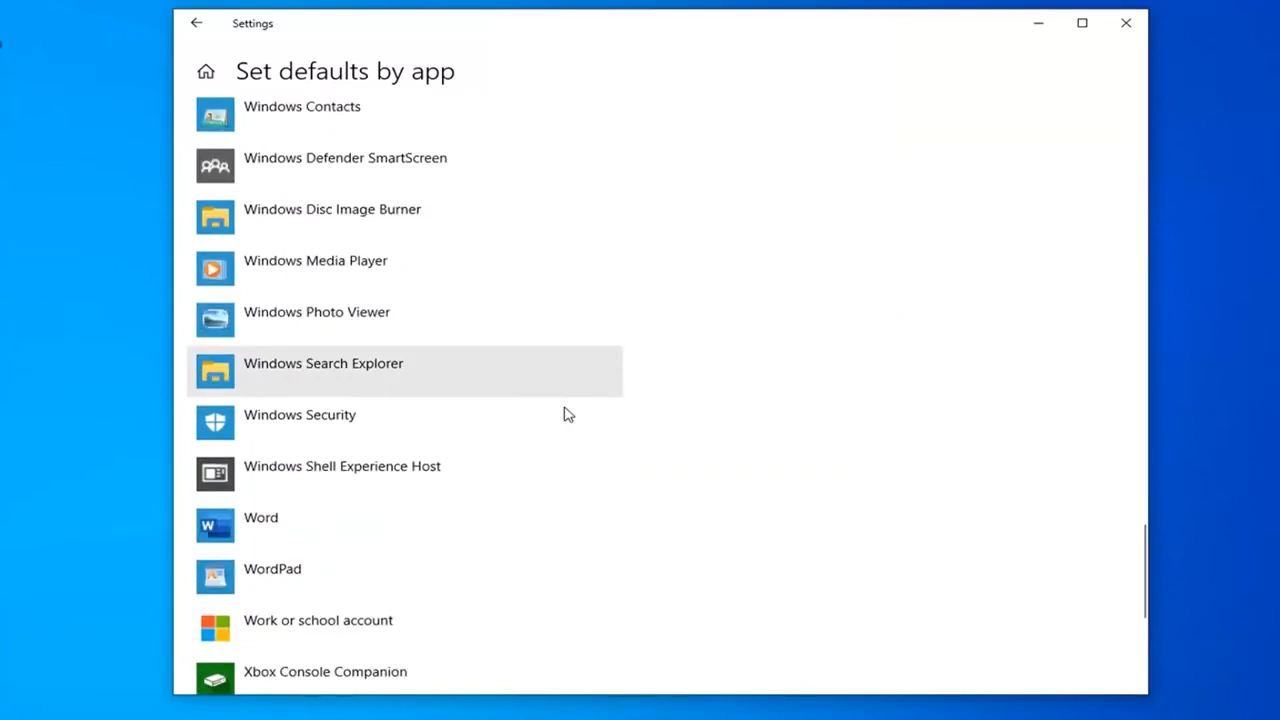 Settings
Set defaults by app
Windows Contacts
Windows Defender SmartScreen
Windows Disc Image Burner
Windows Media Player
Windows Photo Viewer
Windows Search Explorer
Windows Security
Windows Shell Experience Host
Word
WordPad
Work or school account
Xbox Console Companion